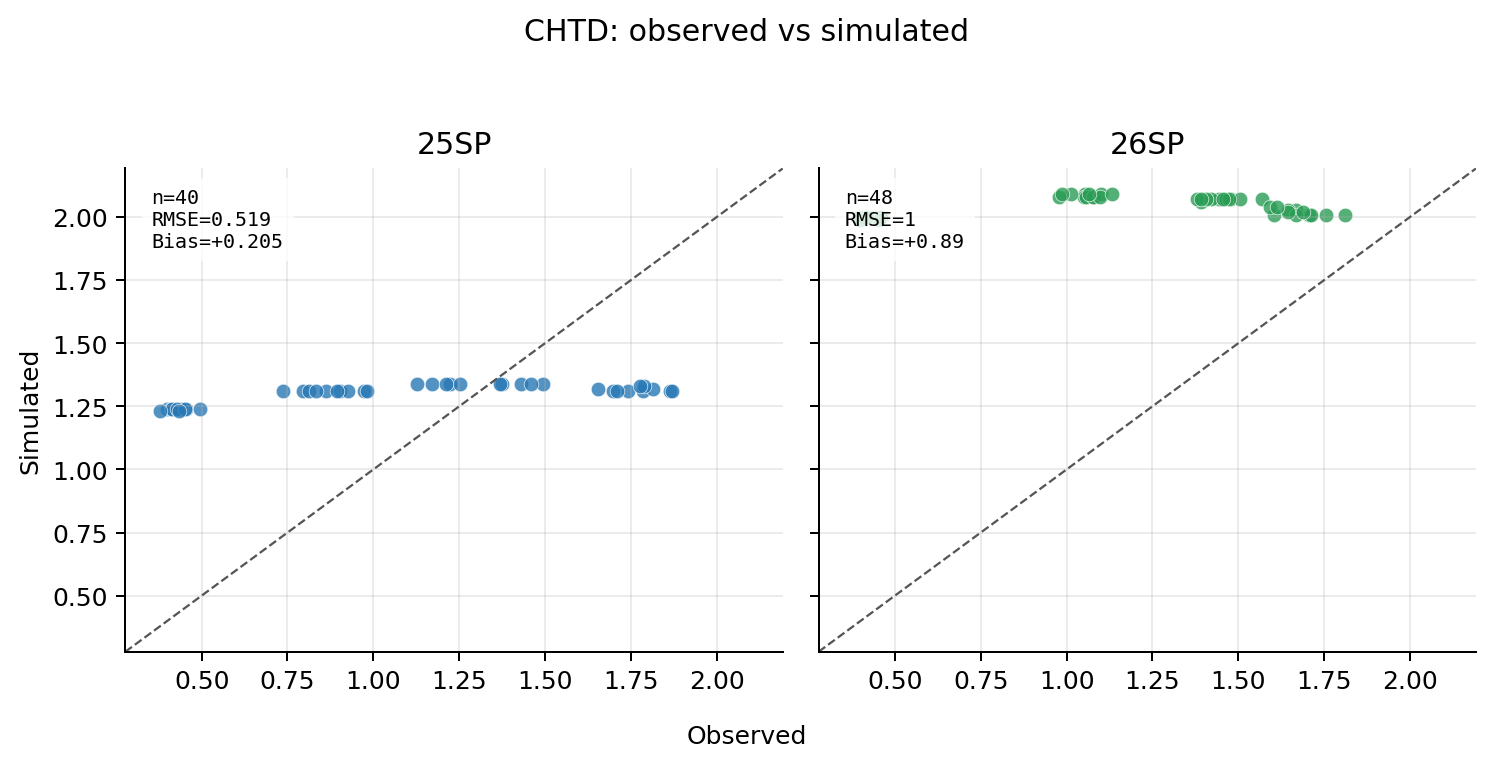 CHTD: observed vs simulated
25SP
26SP
n=40
RMSE=0.519
Bias=+0.205
n=48
RMSE=1
Bias=+0.89
2.00
1.75
1.50
1.25
1.00
0.75
0.50
Simulated
0.50 0.75 1.00 1.25 1.50 1.75 2.00
0.50 0.75 1.00 1.25 1.50 1.75 2.00
Observed